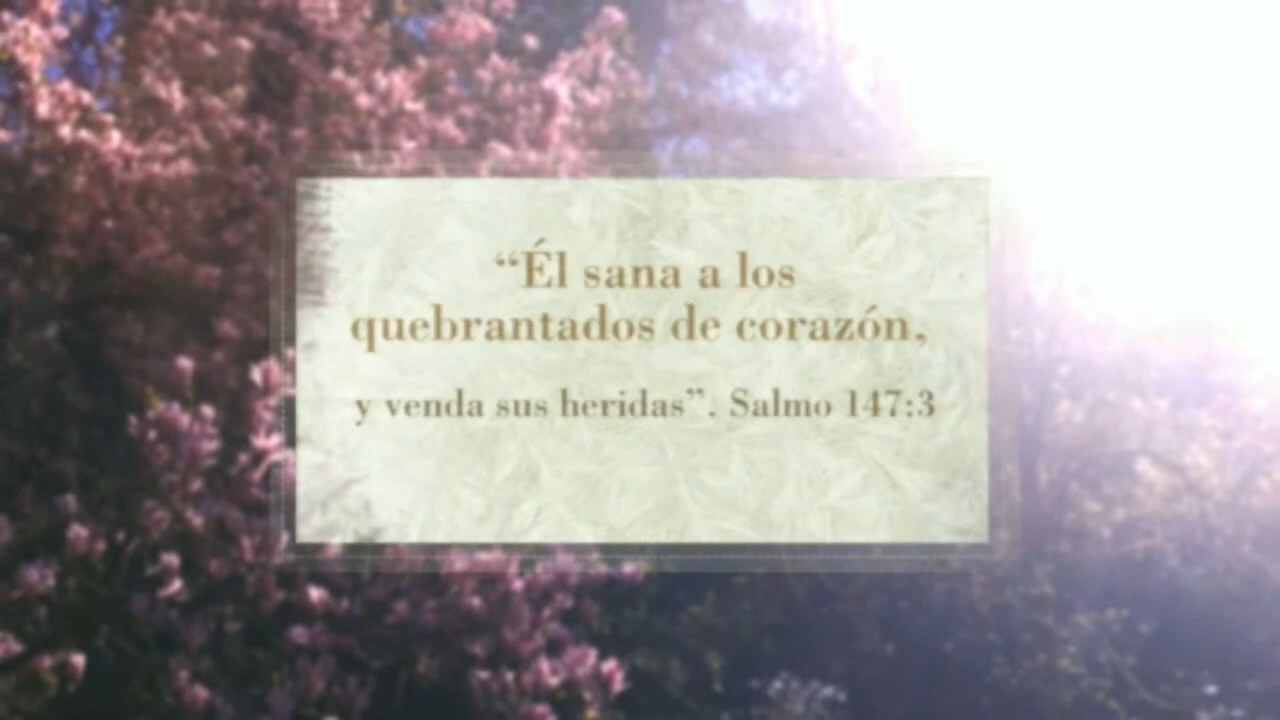 “Él sana a los
quebrantados de corazón,
y venda sus heridas”. Salmo 147:3